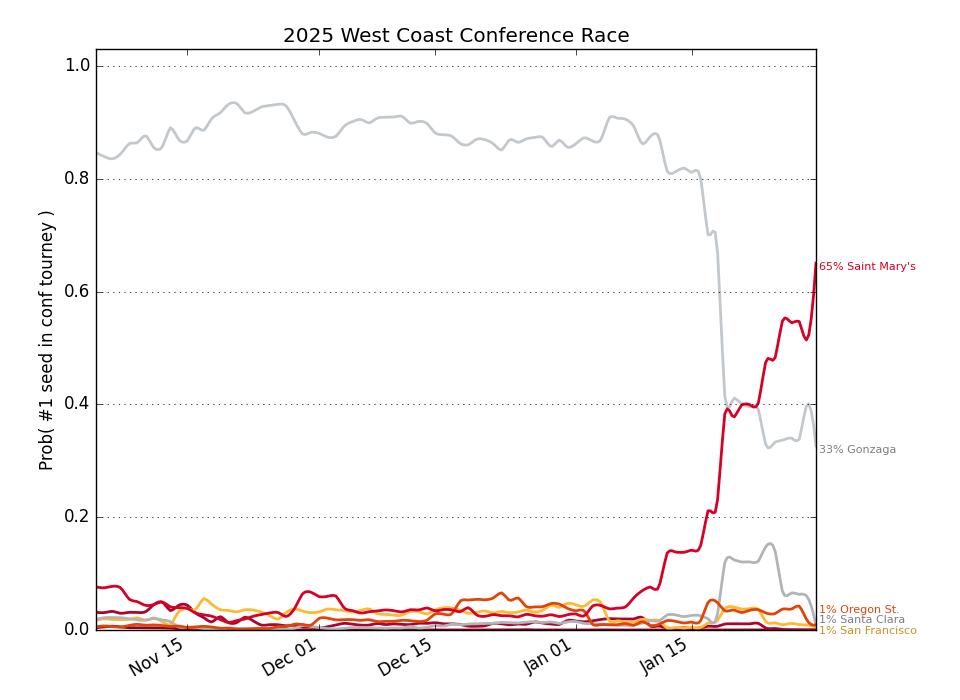 2025 West Coast Conference Race
Prob( #1 seed in conf tourney )
1.0
0.8
0.6
0.4
0.2
0.0
Nov 15
Dec 01
Dec 15
Jan 01
Jan 15
65% Saint Mary's
33% Gonzaga
1% Oregon St.
1% Santa Clara
1% San Francisco